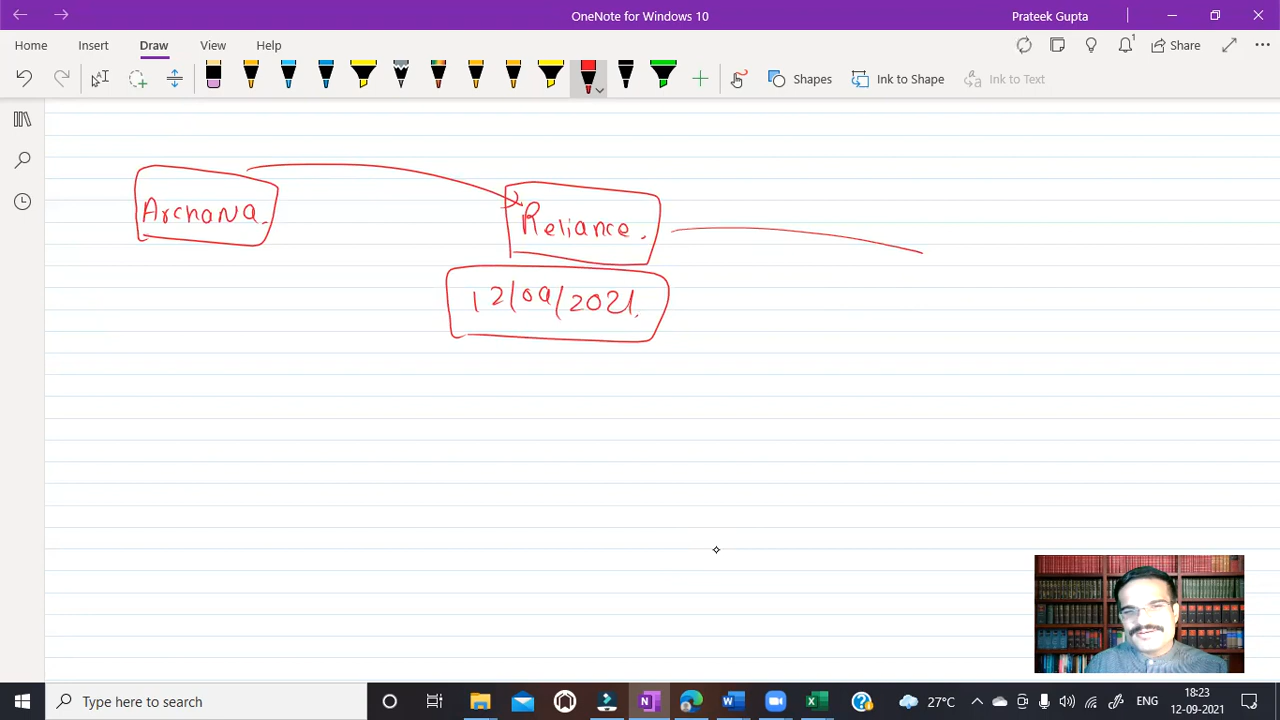 OneNote for Windows 10
Prateek Gupta
Home Insert Draw View Help
Share
Shapes Ink to Shape Ink to Text
Archana.
Reliance.
12/09/2021.
Type here to search
27°C
ENG
18:23
12-09-2021